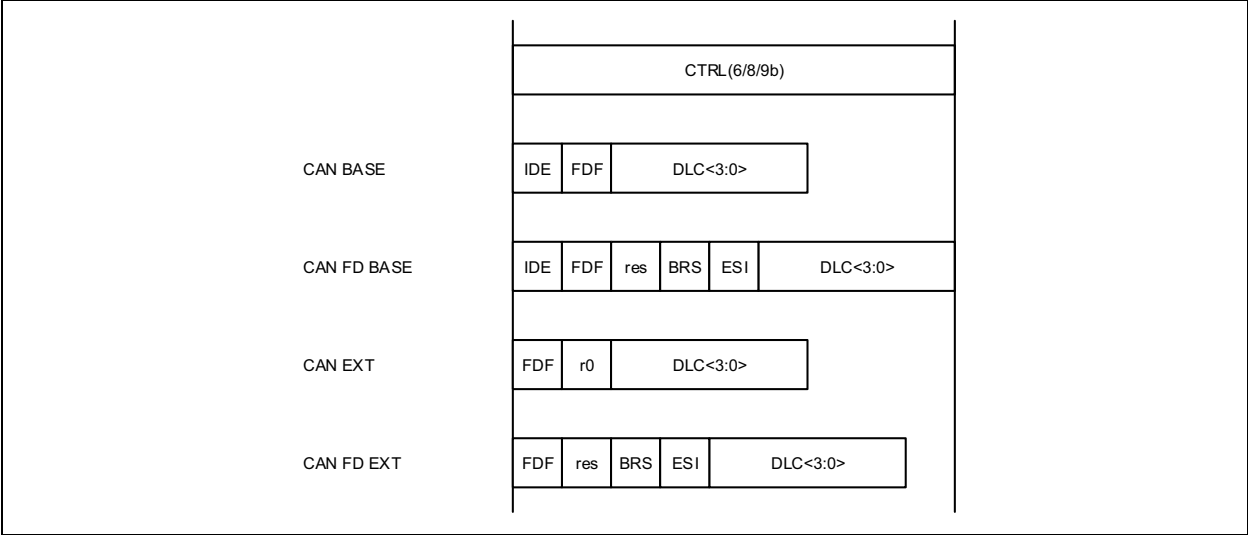 CTRL(6/8/9b)
CAN BASE IDE FDF DLC<3:0>
CAN FD BASE IDE FDF res BRS ESI DLC<3:0>
CAN EXT FDF r0 DLC<3:0>
CAN FD EXT FDF res BRS ESI DLC<3:0>